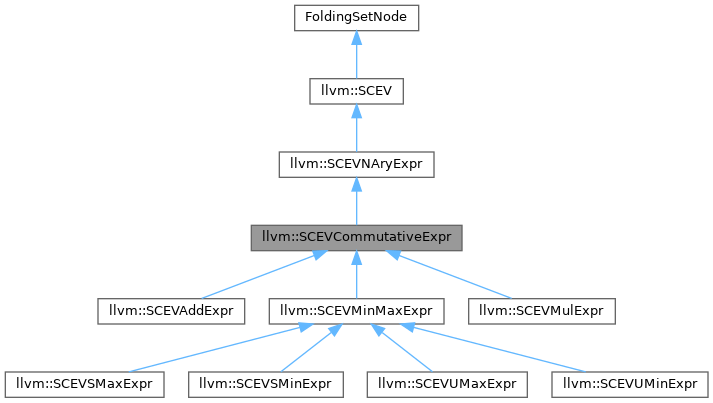 FoldingSetNode
llvm::SCEV
llvm::SCEVNAryExpr
llvm::SCEVCommutativeExpr
llvm::SCEVAddExpr
llvm::SCEVMinMaxExpr
llvm::SCEVMulExpr
llvm::SCEVSMaxExpr
llvm::SCEVSMinExpr
llvm::SCEVUMaxExpr
llvm::SCEVUMinExpr